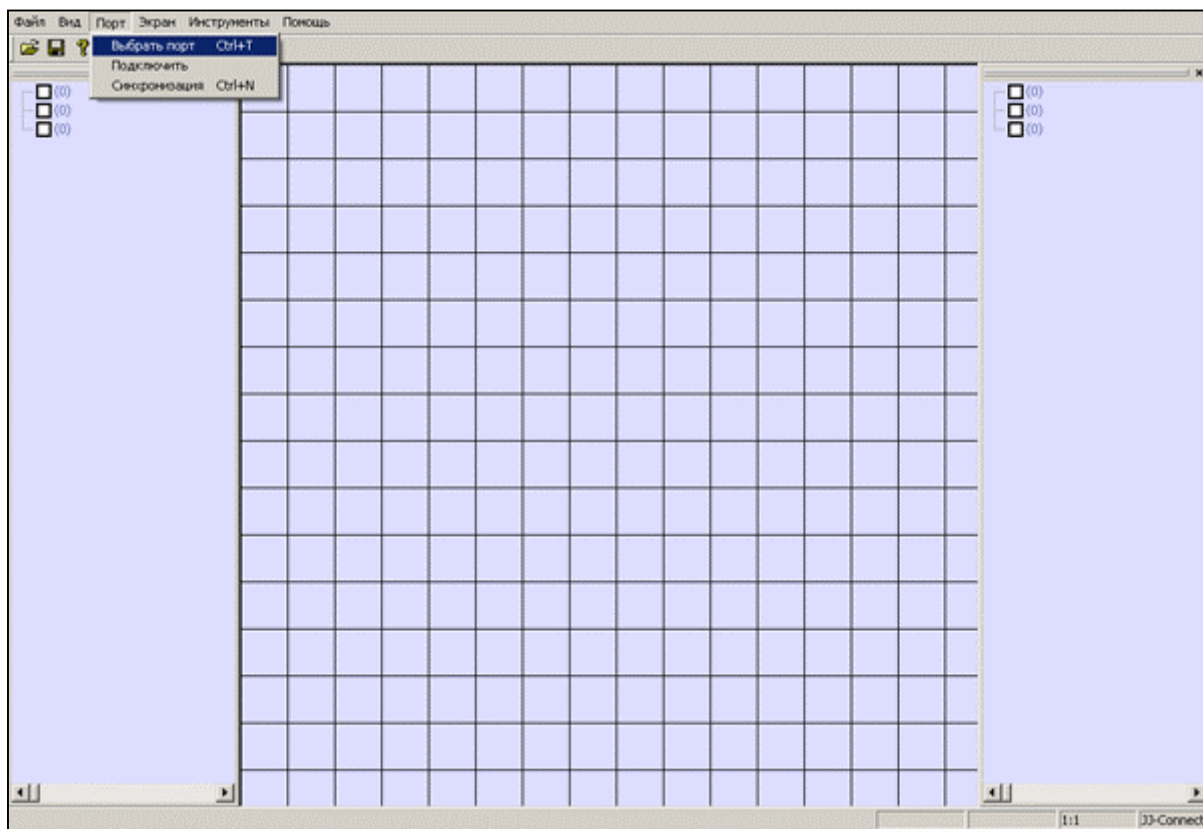 Файл Вид Порт Экран Инструменты Помощь
Выбрать порт Ctrl+T
Подключить
Синхронизация Ctrl+N
(0)
(0)
(0)
(0)
(0)
(0)
1:1 JJ-Connect